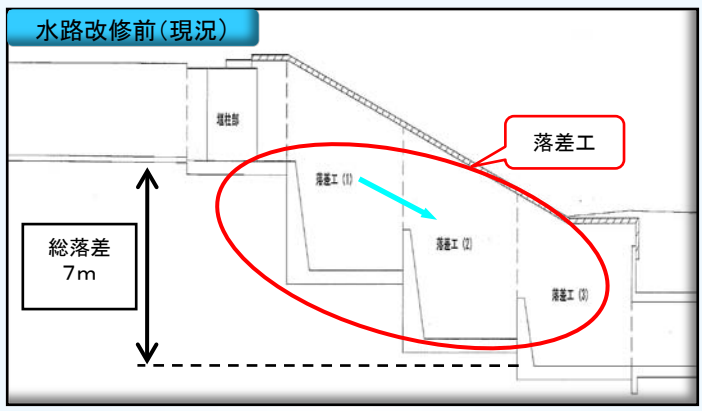 水路改修前(現況)
堰柱部
落差工
落差工 (1)
落差工 (2)
落差工 (3)
総落差
7m